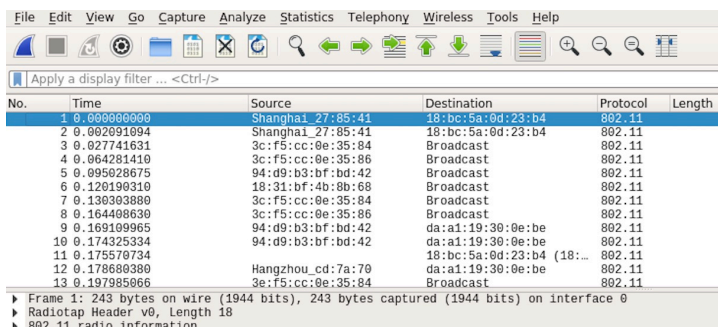 File Edit View Go Capture Analyze Statistics Telephony Wireless Tools Help
Apply a display filter ... <Ctrl-/>
No. Time Source Destination Protocol Length
1 0.000000000 Shanghai_27:85:41 18:bc:5a:0d:23:b4 802.11
2 0.002091094 Shanghai_27:85:41 18:bc:5a:0d:23:b4 802.11
3 0.027741631 3c:f5:cc:0e:35:84 Broadcast 802.11
4 0.064281410 3c:f5:cc:0e:35:86 Broadcast 802.11
5 0.095028675 94:d9:b3:bf:bd:42 Broadcast 802.11
6 0.120190310 18:31:bf:4b:8b:68 Broadcast 802.11
7 0.130303880 3c:f5:cc:0e:35:84 Broadcast 802.11
8 0.164408630 3c:f5:cc:0e:35:86 Broadcast 802.11
9 0.169109965 94:d9:b3:bf:bd:42 da:a1:19:30:0e:be 802.11
10 0.174325334 94:d9:b3:bf:bd:42 da:a1:19:30:0e:be 802.11
11 0.175570734 18:bc:5a:0d:23:b4 (18:… 802.11
12 0.178680380 Hangzhou_cd:7a:70 da:a1:19:30:0e:be 802.11
13 0.197985066 3e:f5:cc:0e:35:84 Broadcast 802.11
Frame 1: 243 bytes on wire (1944 bits), 243 bytes captured (1944 bits) on interface 0
Radiotap Header v0, Length 18
802.11 radio information